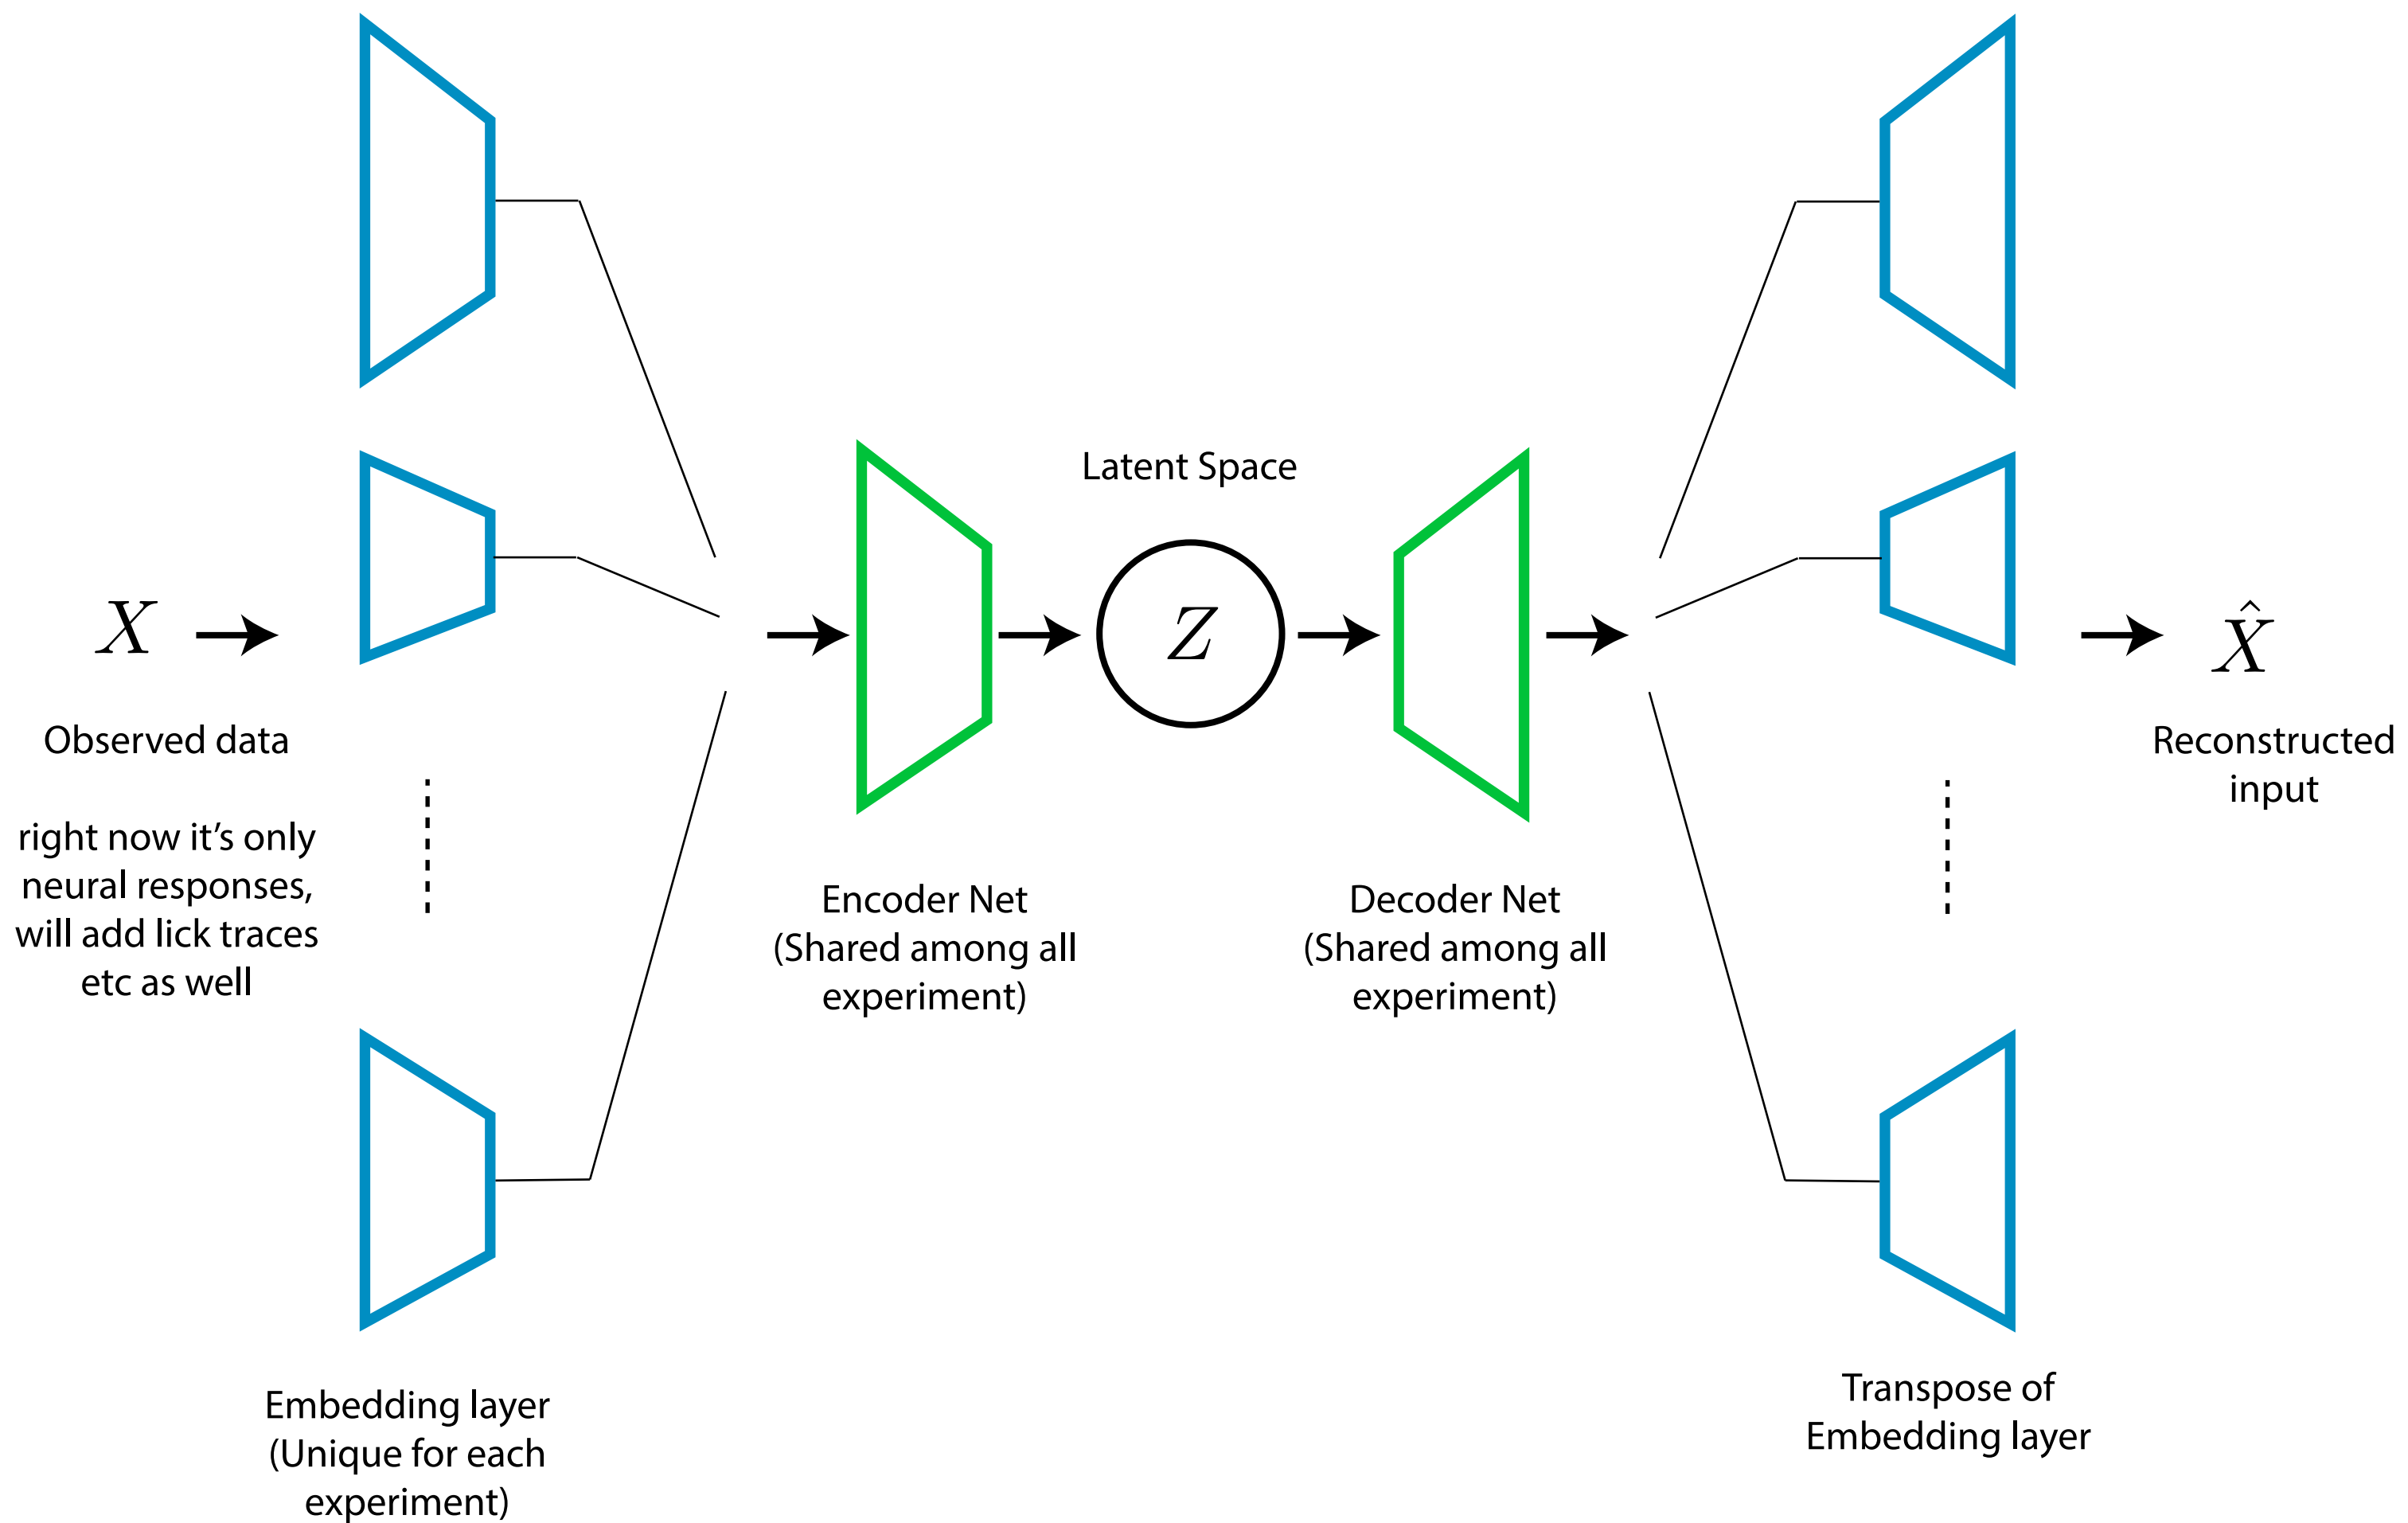 Latent Space
X
Z
X̂
Observed data
right now it’s only
neural responses,
will add lick traces
etc as well
Reconstructed
input
Encoder Net
(Shared among all
experiment)
Decoder Net
(Shared among all
experiment)
Embedding layer
(Unique for each
experiment)
Transpose of
Embedding layer